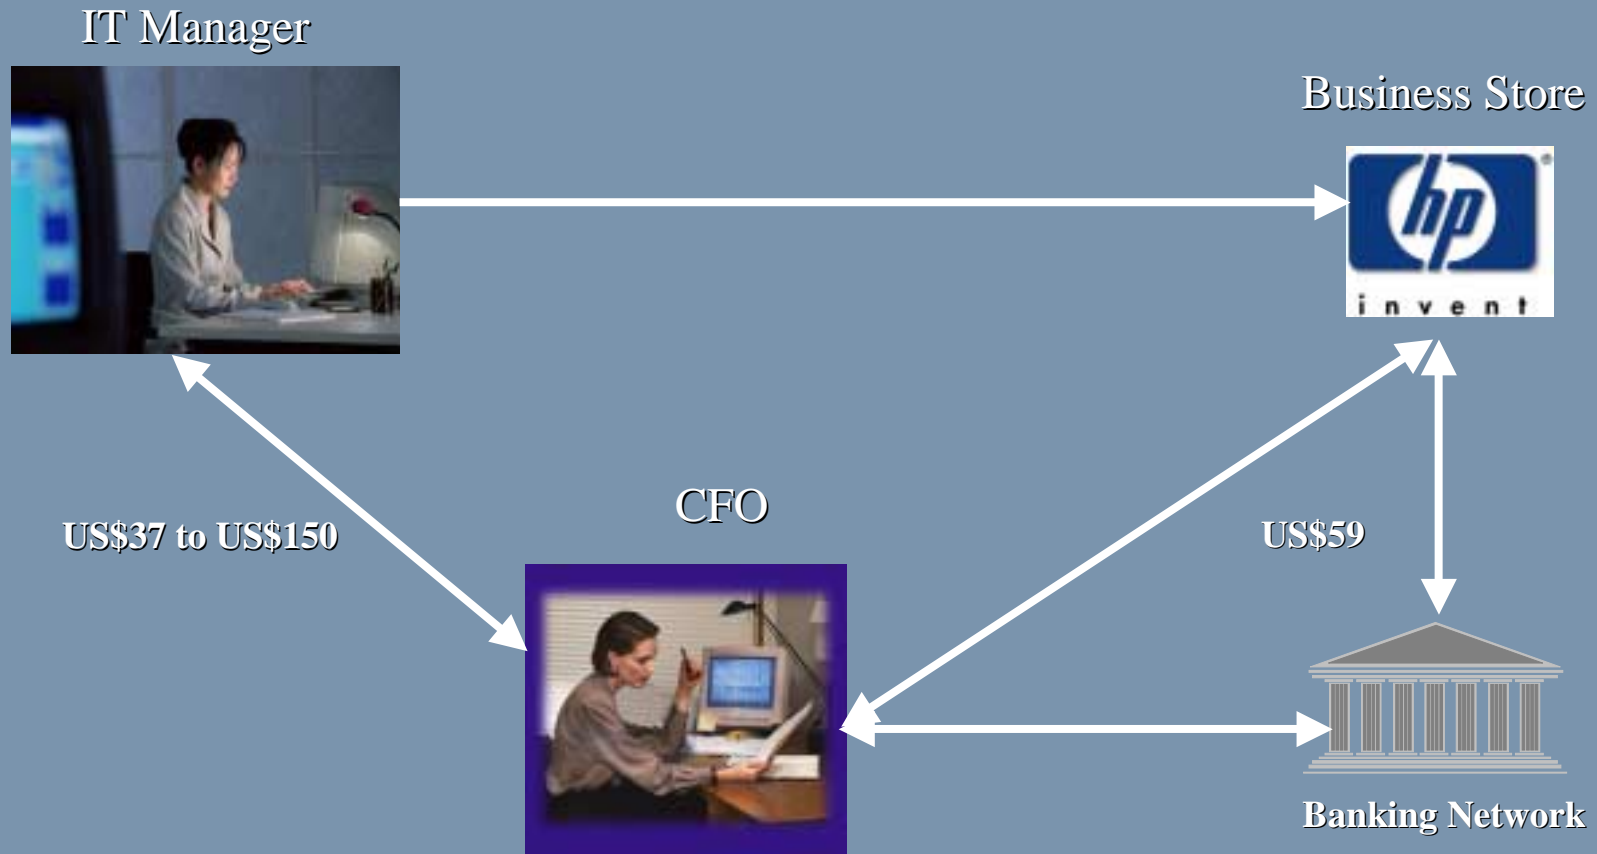 IT Manager
Business Store
hp
®
invent
CFO
US$37 to US$150
US$59
Banking Network